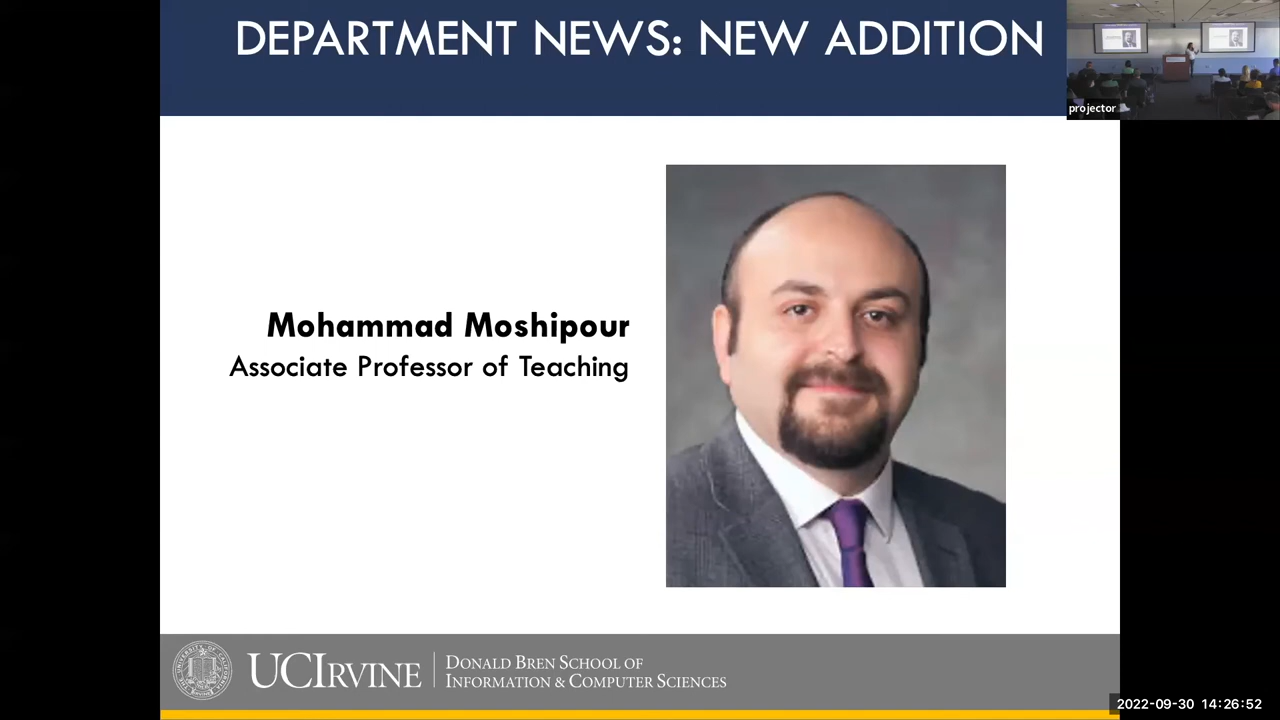 DEPARTMENT NEWS: NEW ADDITION
projector
Mohammad Moshipour
Associate Professor of Teaching
UCIRVINE
DONALD BREN SCHOOL OF
INFORMATION & COMPUTER SCIENCES
2022-09-30 14:26:52